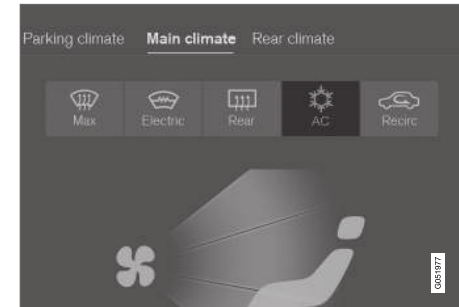 Parking climate Main climate Rear climate
Max Electric Rear AC Recirc
G051977